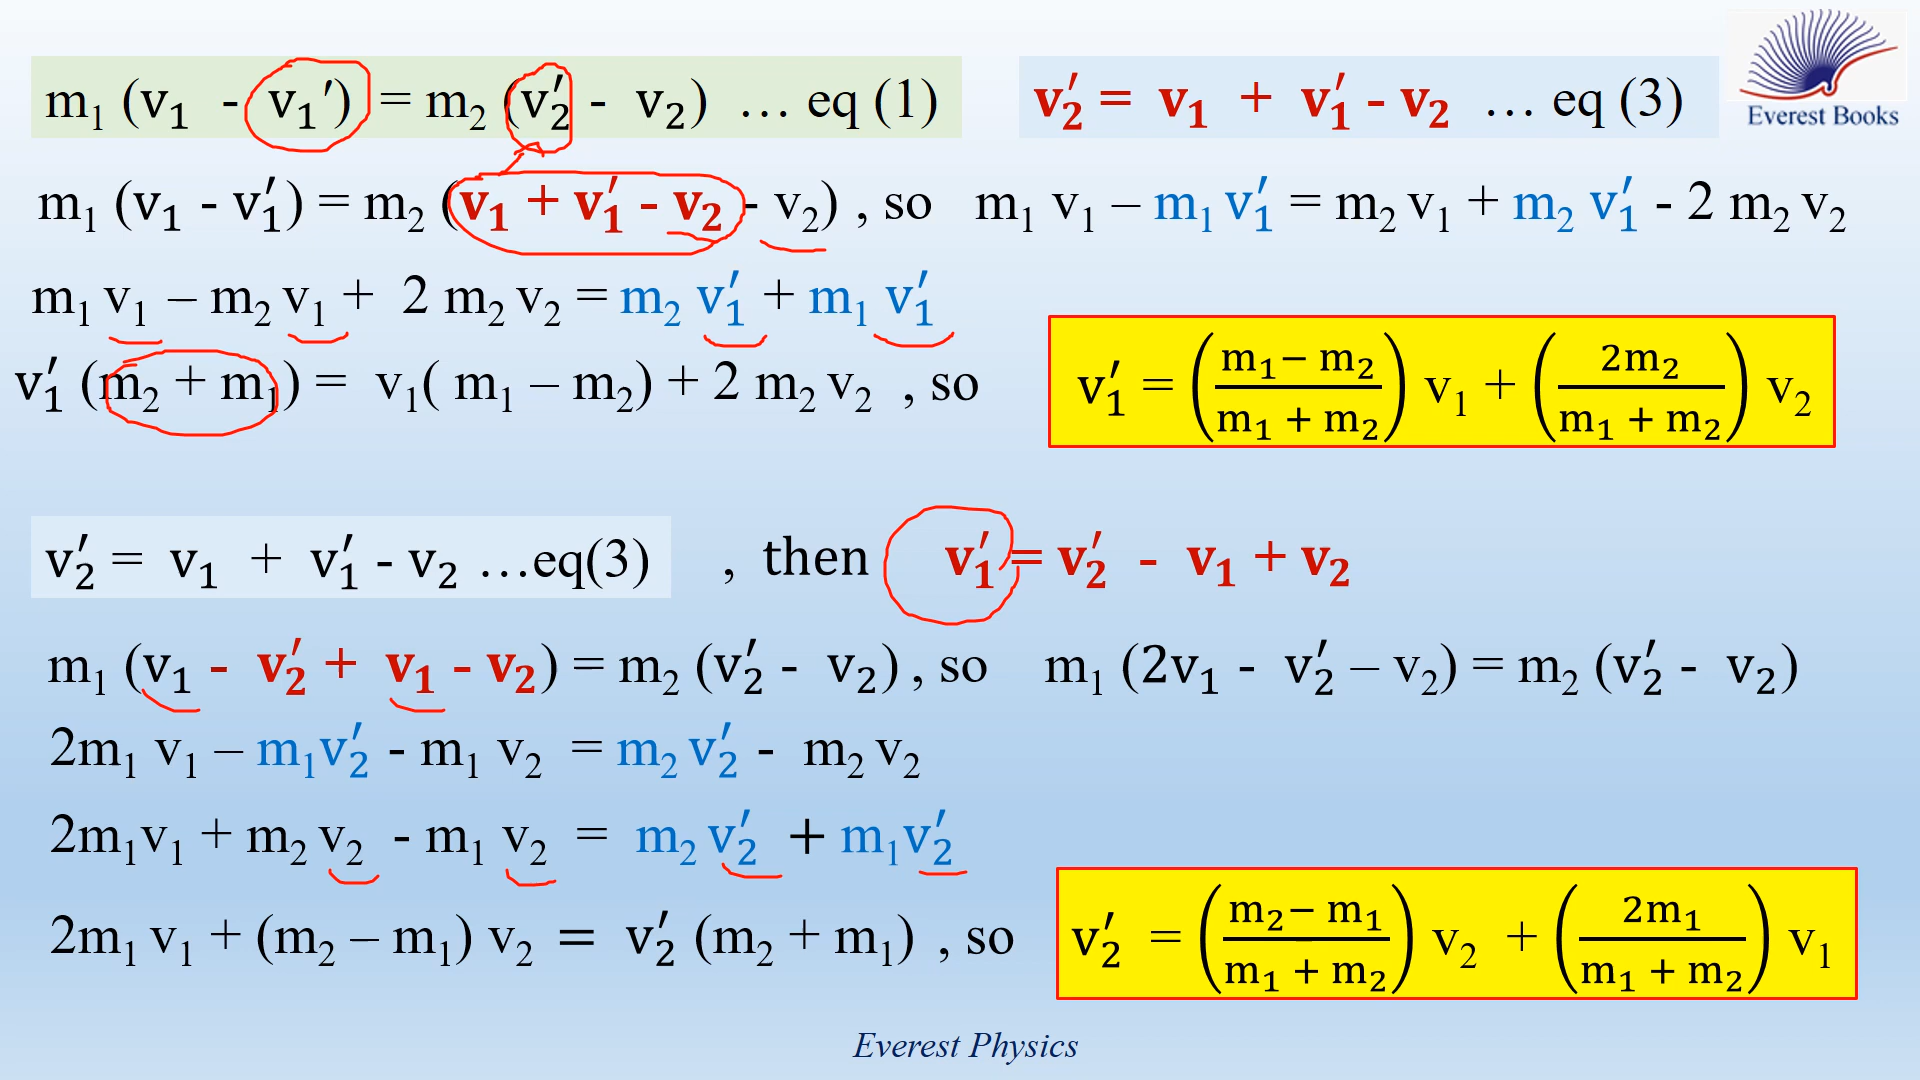 m₁ (v₁ - v₁′) = m₂ (v₂′ - v₂) … eq (1)
v₂′ = v₁ + v₁′ - v₂ … eq (3)
Everest Books
m₁ (v₁ - v₁′) = m₂ (v₁ + v₁′ - v₂ - v₂) , so m₁ v₁ – m₁ v₁′ = m₂ v₁ + m₂ v₁′ - 2 m₂ v₂
m₁ v₁ – m₂ v₁ + 2 m₂ v₂ = m₂ v₁′ + m₁ v₁′
v₁′ (m₂ + m₁) = v₁( m₁ – m₂) + 2 m₂ v₂ , so
v₁′ = ((m₁− m₂)/(m₁ + m₂)) v₁ + (2m₂/(m₁ + m₂)) v₂
v₂′ = v₁ + v₁′ - v₂ …eq(3) , then v₁′ = v₂′ - v₁ + v₂
m₁ (v₁ - v₂′ + v₁ - v₂) = m₂ (v₂′ - v₂) , so m₁ (2v₁ - v₂′ – v₂) = m₂ (v₂′ - v₂)
2m₁ v₁ – m₁v₂′ - m₁ v₂ = m₂ v₂′ - m₂ v₂
2m₁v₁ + m₂ v₂ - m₁ v₂ = m₂ v₂′ + m₁v₂′
2m₁ v₁ + (m₂ – m₁) v₂ = v₂′ (m₂ + m₁) , so
v₂′ = ((m₂− m₁)/(m₁ + m₂)) v₂ + (2m₁/(m₁ + m₂)) v₁
Everest Physics